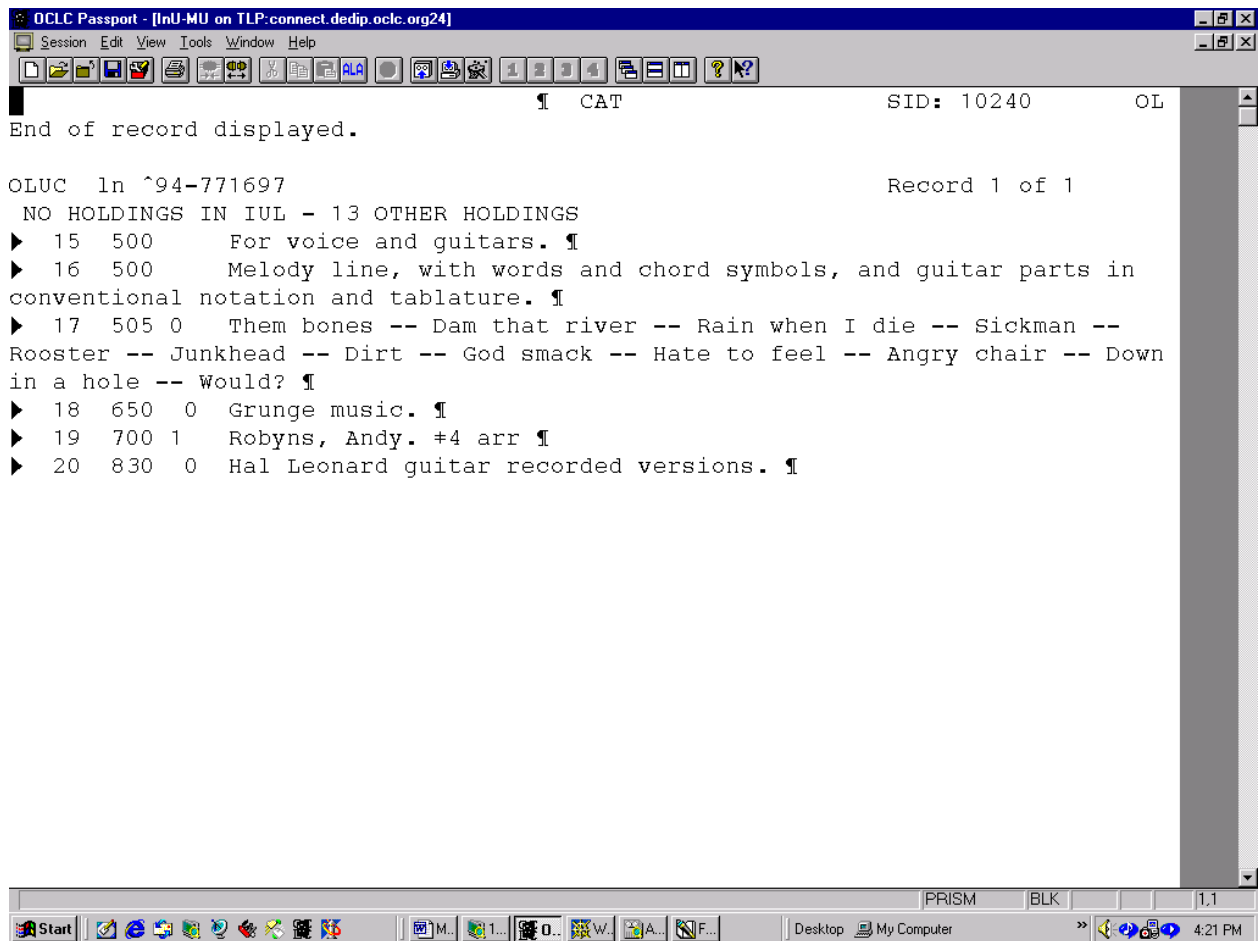 OCLC Passport - [InU-MU on TLP:connect.dedip.oclc.org24]
Session Edit View Tools Window Help
ALA 1 2 3 4
¶ CAT SID: 10240 OL
End of record displayed.
OLUC ln ^94-771697 Record 1 of 1
NO HOLDINGS IN IUL - 13 OTHER HOLDINGS
▶ 15 500 For voice and guitars. ¶
▶ 16 500 Melody line, with words and chord symbols, and guitar parts in
conventional notation and tablature. ¶
▶ 17 505 0 Them bones -- Dam that river -- Rain when I die -- Sickman --
Rooster -- Junkhead -- Dirt -- God smack -- Hate to feel -- Angry chair -- Down
in a hole -- Would? ¶
▶ 18 650 0 Grunge music. ¶
▶ 19 700 1 Robyns, Andy. ǂ4 arr ¶
▶ 20 830 0 Hal Leonard guitar recorded versions. ¶
PRISM BLK 1,1
Start M... 1... O... W... A... F... Desktop My Computer » 4:21 PM